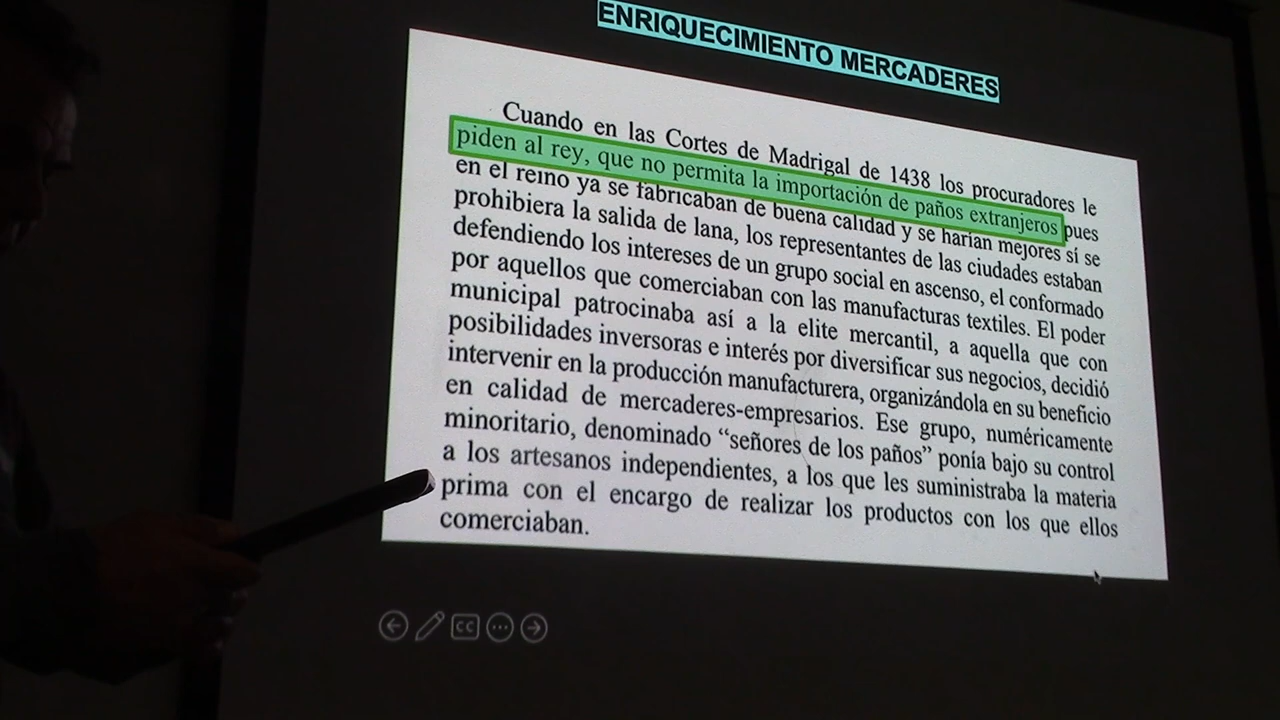 ENRIQUECIMIENTO MERCADERES
Cuando en las Cortes de Madrigal de 1438 los procuradores le
piden al rey, que no permita la importación de paños extranjeros pues
en el reino ya se fabricaban de buena calidad y se harían mejores sí se
prohibiera la salida de lana, los representantes de las ciudades estaban
defendiendo los intereses de un grupo social en ascenso, el conformado
por aquellos que comerciaban con las manufacturas textiles. El poder
municipal patrocinaba así a la elite mercantil, a aquella que con
posibilidades inversoras e interés por diversificar sus negocios, decidió
intervenir en la producción manufacturera, organizándola en su beneficio
en calidad de mercaderes-empresarios. Ese grupo, numéricamente
minoritario, denominado “señores de los paños” ponía bajo su control
a los artesanos independientes, a los que les suministraba la materia
prima con el encargo de realizar los productos con los que ellos
comerciaban.
CC